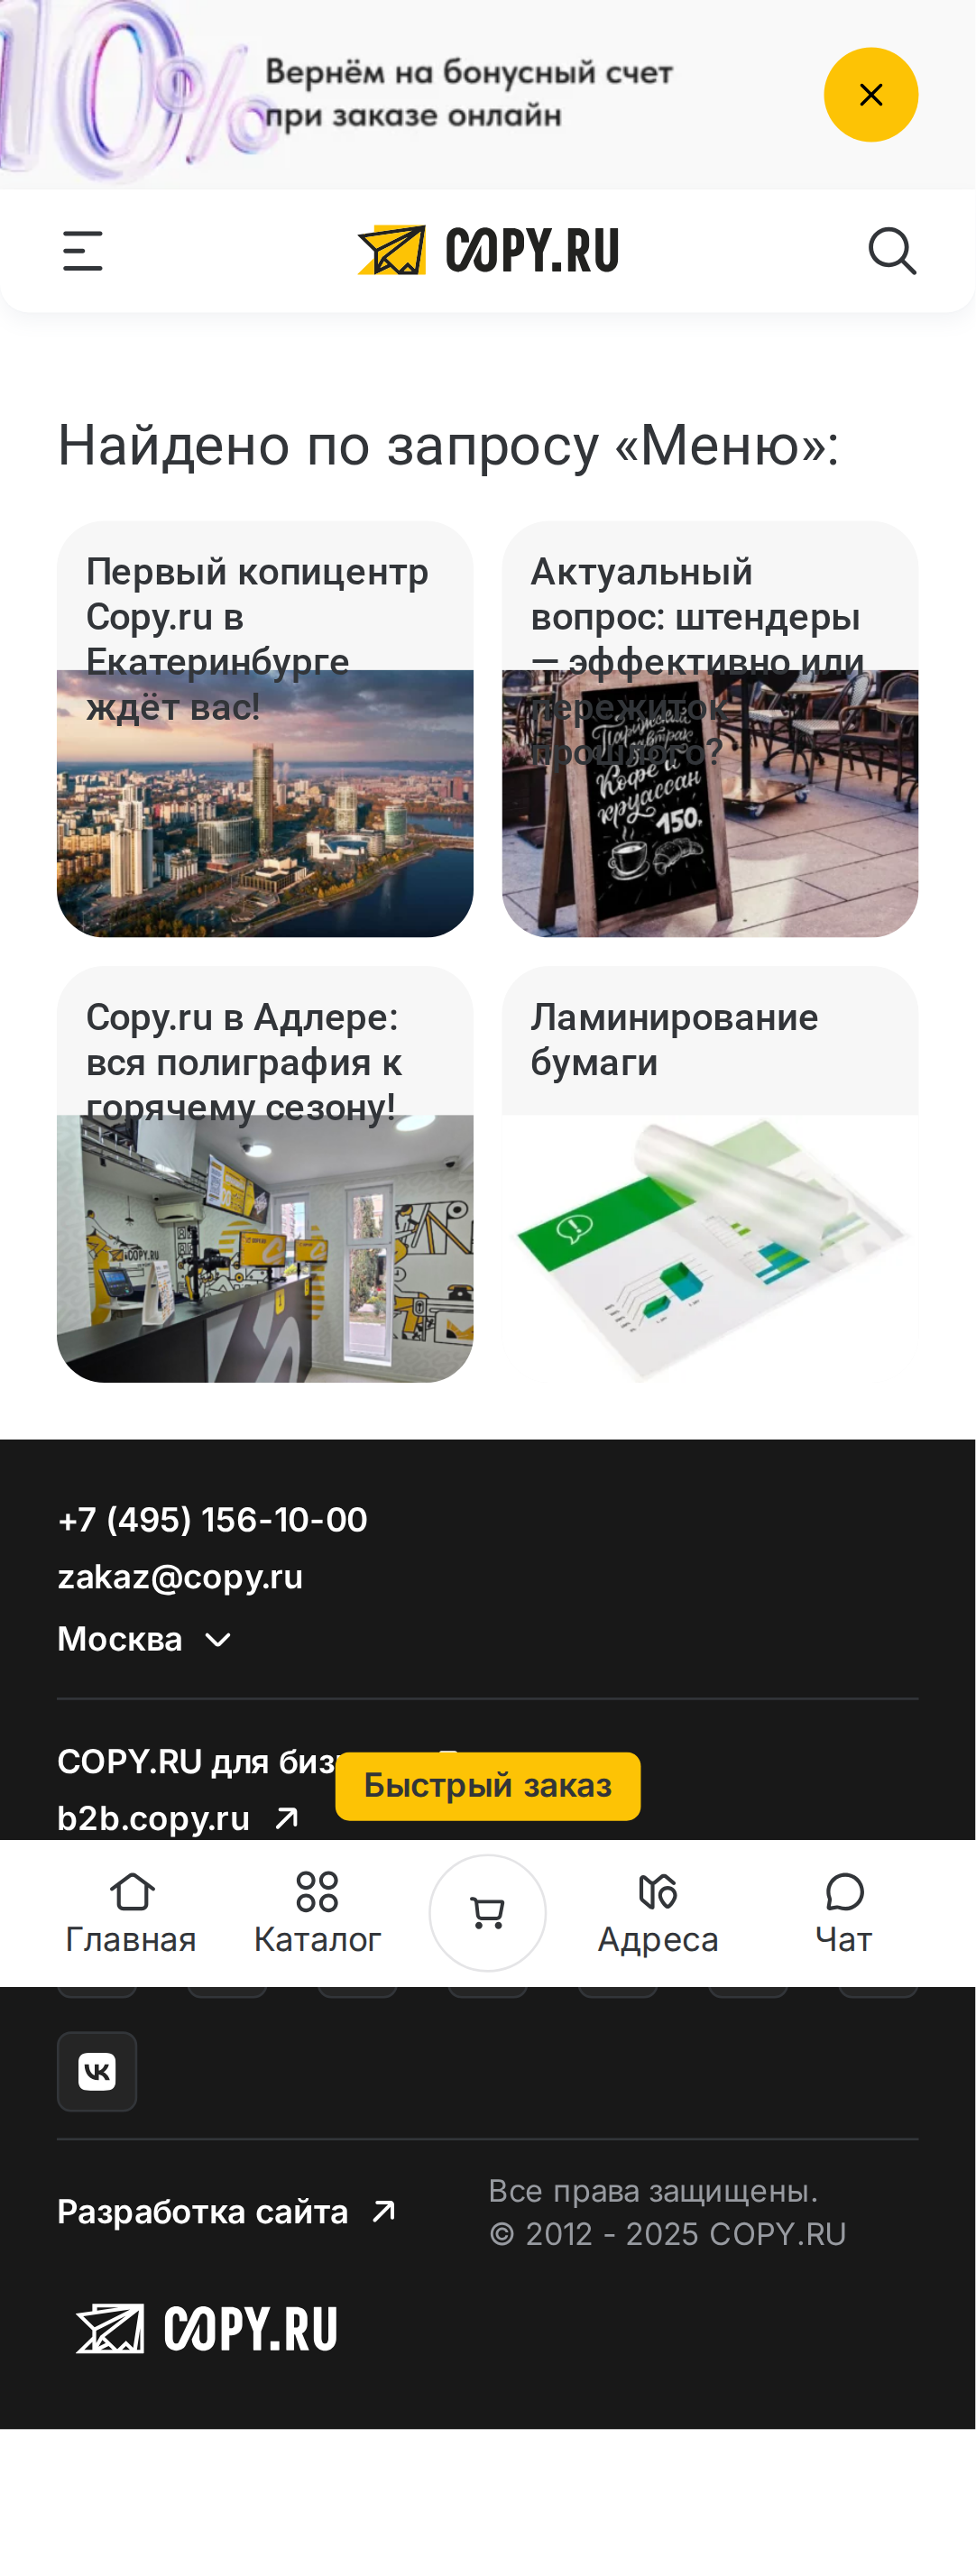 10%
Вернём на бонусный счет
при заказе онлайн
COPY.RU
Найдено по запросу «Меню»:
Первый копицентр
Copy.ru в
Екатеринбурге
ждёт вас!
Актуальный
вопрос: штендеры
— эффективно или
пережиток
прошлого?
Парижский
завтрак
Кофе и
круассан
150,
Copy.ru в Адлере:
вся полиграфия к
горячему сезону!
COPY.RU
Ламинирование
бумаги
+7 (495) 156-10-00
zakaz@copy.ru
Москва
COPY.RU для биз
Быстрый заказ
b2b.copy.ru
Главная
Каталог
Адреса
Чат
Разработка сайта
Все права защищены.
© 2012 - 2025 COPY.RU
COPY.RU